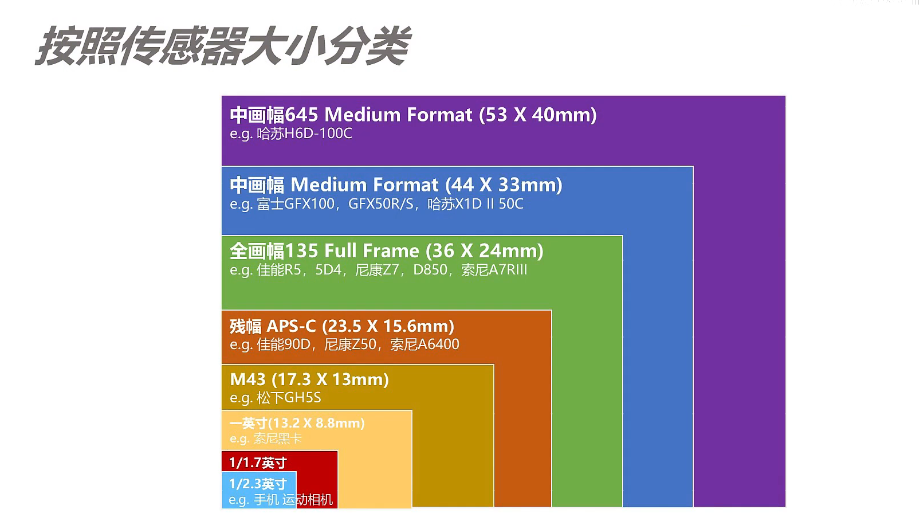 按照传感器大小分类
中画幅645 Medium Format (53 X 40mm)
e.g. 哈苏H6D-100C
中画幅 Medium Format (44 X 33mm)
e.g. 富士GFX100，GFX50R/S，哈苏X1D II 50C
全画幅135 Full Frame (36 X 24mm)
e.g. 佳能R5，5D4，尼康Z7，D850，索尼A7RIII
残幅 APS-C (23.5 X 15.6mm)
e.g. 佳能90D，尼康Z50，索尼A6400
M43 (17.3 X 13mm)
e.g. 松下GH5S
一英寸(13.2 X 8.8mm)
e.g. 索尼黑卡
1/1.7英寸
1/2.3英寸
e.g. 手机 运动相机